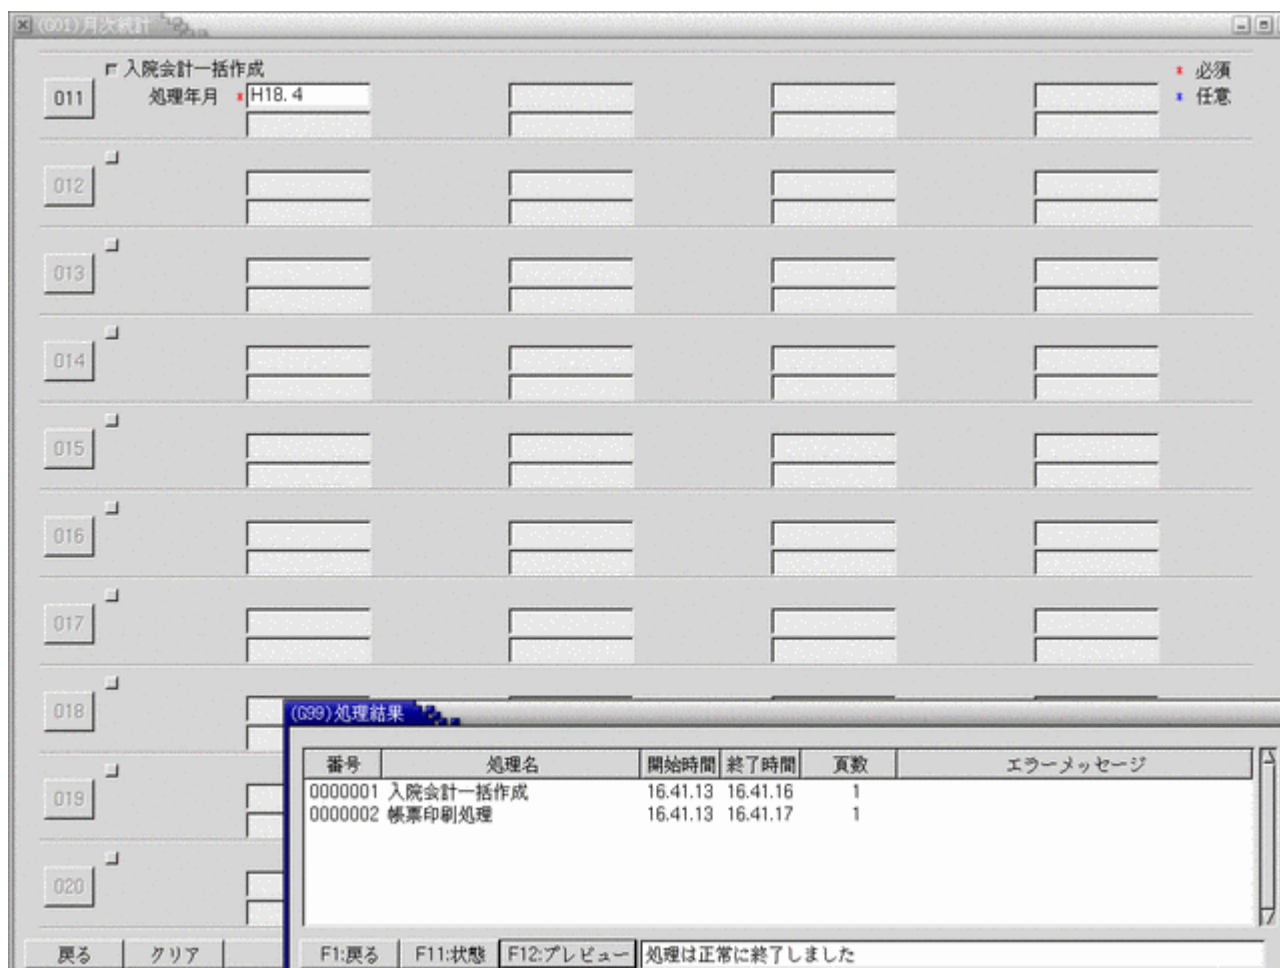 (G01)月次統計
入院会計一括作成
* 必須
011 処理年月 * H18. 4
* 任意
012
013
014
015
016
017
018
019
020
戻る クリア
(G99)処理結果
番号 処理名 開始時間 終了時間 頁数 エラーメッセージ
0000001 入院会計一括作成 16.41.13 16.41.16 1
0000002 帳票印刷処理 16.41.13 16.41.17 1
F1:戻る F11:状態 F12:プレビュー 処理は正常に終了しました